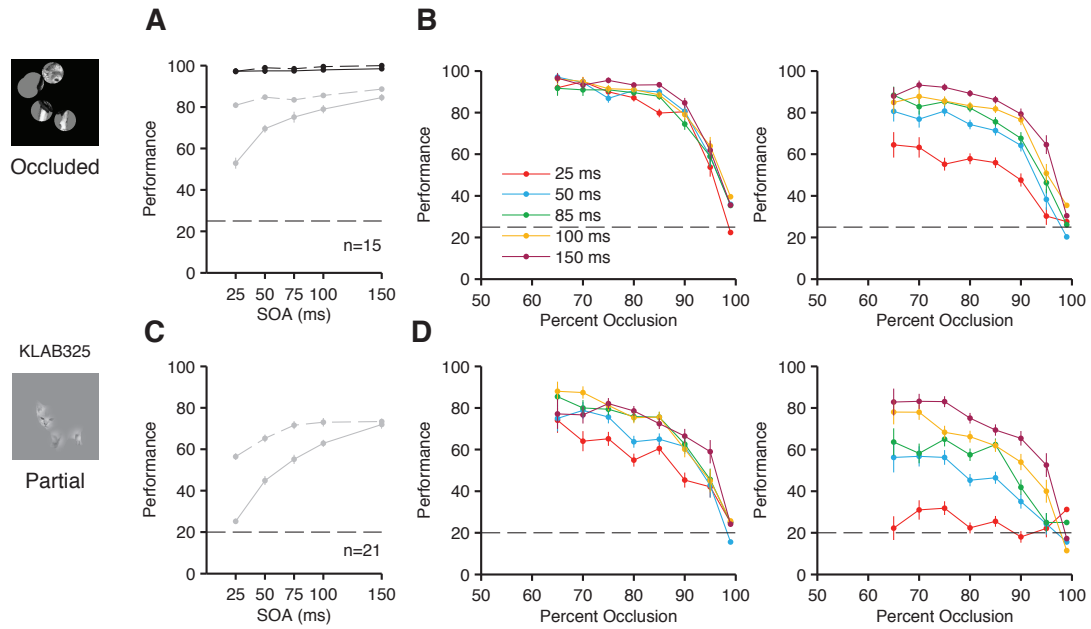 A
B
Occluded
Performance
100
80
60
40
20
0
n=15
25 50 75 100 150
SOA (ms)
Performance
100
80
60
40
20
0
25 ms
50 ms
85 ms
100 ms
150 ms
50 60 70 80 90 100
Percent Occlusion
Performance
100
80
60
40
20
0
50 60 70 80 90 100
Percent Occlusion
C
D
KLAB325
Partial
Performance
100
80
60
40
20
0
n=21
25 50 75 100 150
SOA (ms)
Performance
100
80
60
40
20
0
50 60 70 80 90 100
Percent Occlusion
Performance
100
80
60
40
20
0
50 60 70 80 90 100
Percent Occlusion